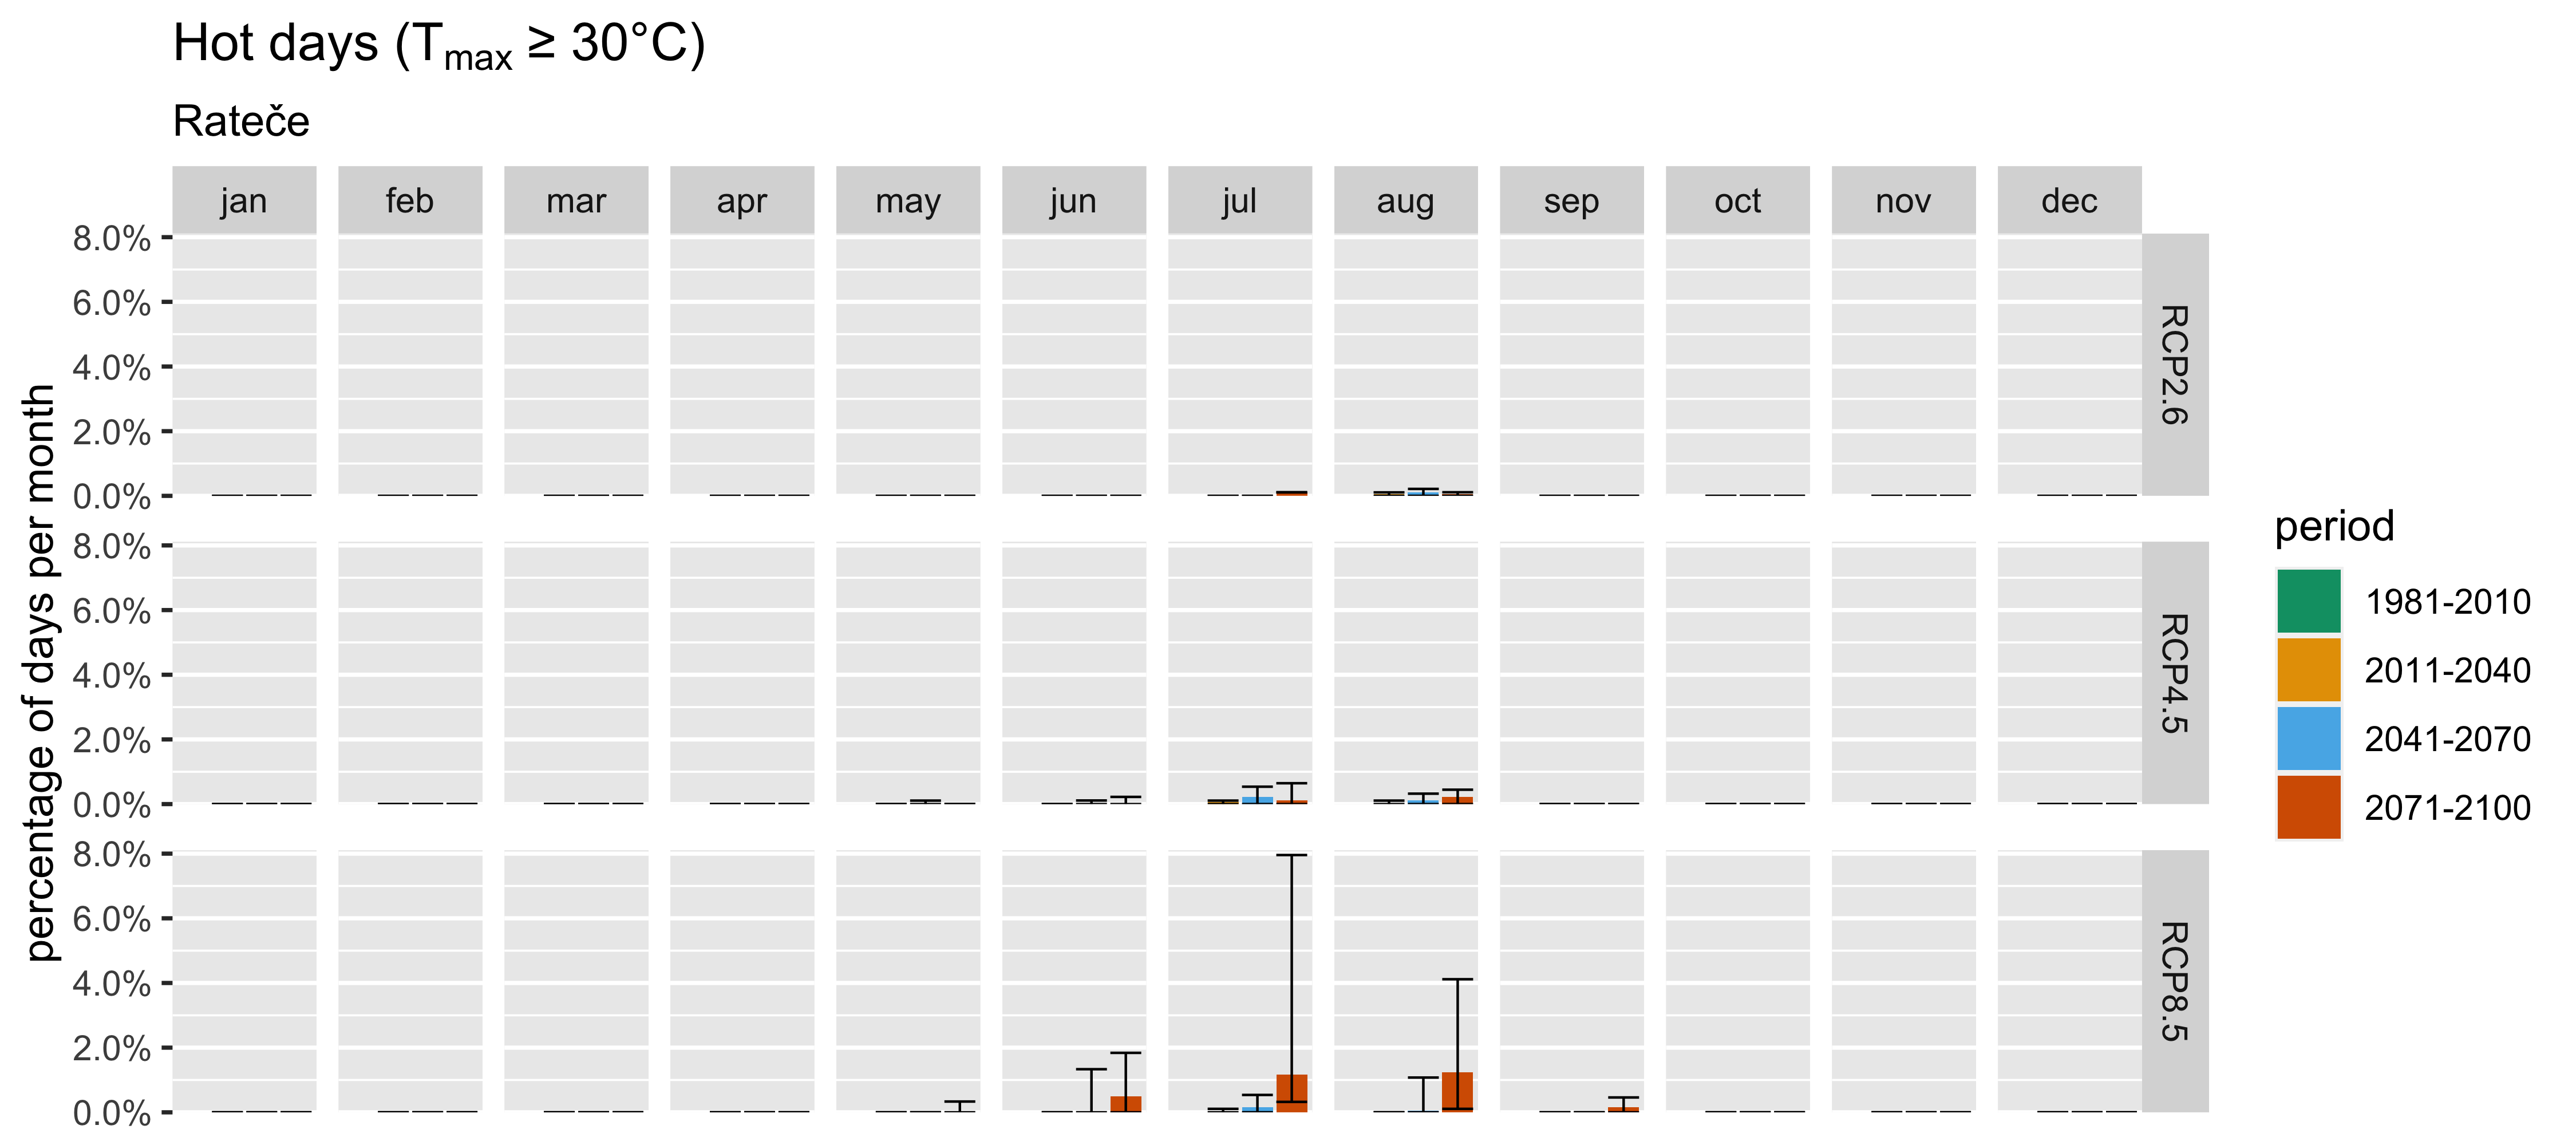 Hot days (Tmax ≥ 30°C)
Rateče
jan feb mar apr may jun jul aug sep oct nov dec
percentage of days per month
8.0%
6.0%
4.0%
2.0%
0.0%
RCP2.6
8.0%
6.0%
4.0%
2.0%
0.0%
RCP4.5
8.0%
6.0%
4.0%
2.0%
0.0%
RCP8.5
period
1981-2010
2011-2040
2041-2070
2071-2100